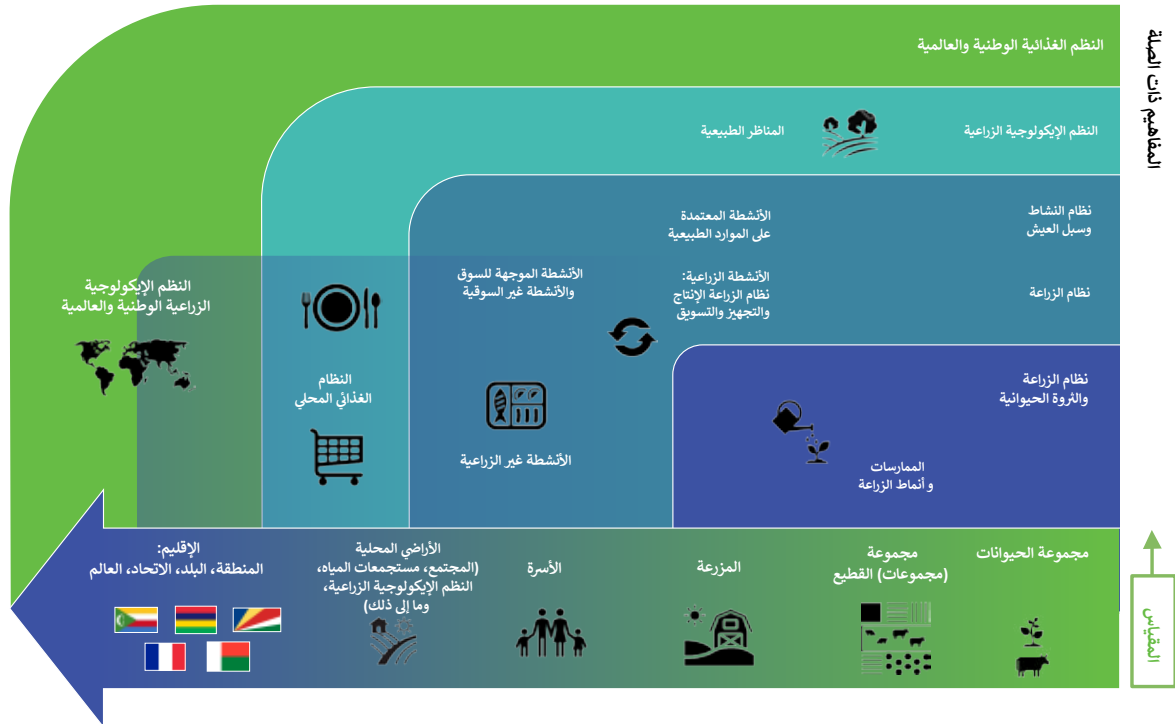 المفاهيم ذات الصلة
النظم الغذائية الوطنية والعالمية
النظم الإيكولوجية الزراعية
المناظر الطبيعية
نظام النشاط
وسبل العيش
الأنشطة المعتمدة
على الموارد الطبيعية
نظام الزراعة
الأنشطة الزراعية:
نظام الزراعة الإنتاج
والتجهيز والتسويق
الأنشطة الموجهة للسوق
والأنشطة غير السوقية
النظم الإيكولوجية
الزراعية الوطنية والعالمية
نظام الزراعة
والثروة الحيوانية
الممارسات
و أنماط الزراعة
الأنشطة غير الزراعية
النظام
الغذائي المحلي
المقياس
مجموعة الحيوانات
مجموعة
(مجموعات) القطيع
المزرعة
الأسرة
الأراضي المحلية
(المجتمع، مستجمعات المياه،
النظم الإيكولوجية الزراعية،
وما إلى ذلك)
الإقليم:
المنطقة، البلد، الاتحاد، العالم